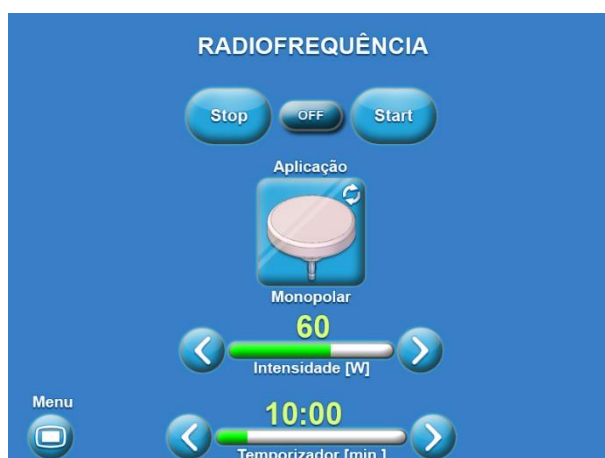 RADIOFREQUÊNCIA
Stop OFF Start
Aplicação
Monopolar
60
Intensidade [W]
Menu
10:00
Temporizador [min.]